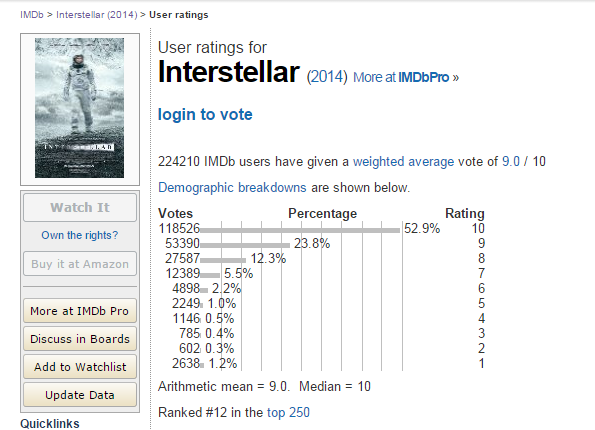 IMDb > Interstellar (2014) > User ratings
User ratings for
Interstellar (2014) More at IMDbPro »
login to vote
224210 IMDb users have given a weighted average vote of 9.0 / 10
Demographic breakdowns are shown below.
Votes Percentage Rating
118526 52.9% 10
53390 23.8% 9
27587 12.3% 8
12389 5.5% 7
4898 2.2% 6
2249 1.0% 5
1146 0.5% 4
785 0.4% 3
602 0.3% 2
2638 1.2% 1
Arithmetic mean = 9.0. Median = 10
Ranked #12 in the top 250
INTERSTELLAR
Watch It
Own the rights?
Buy it at Amazon
More at IMDb Pro
Discuss in Boards
Add to Watchlist
Update Data
Quicklinks